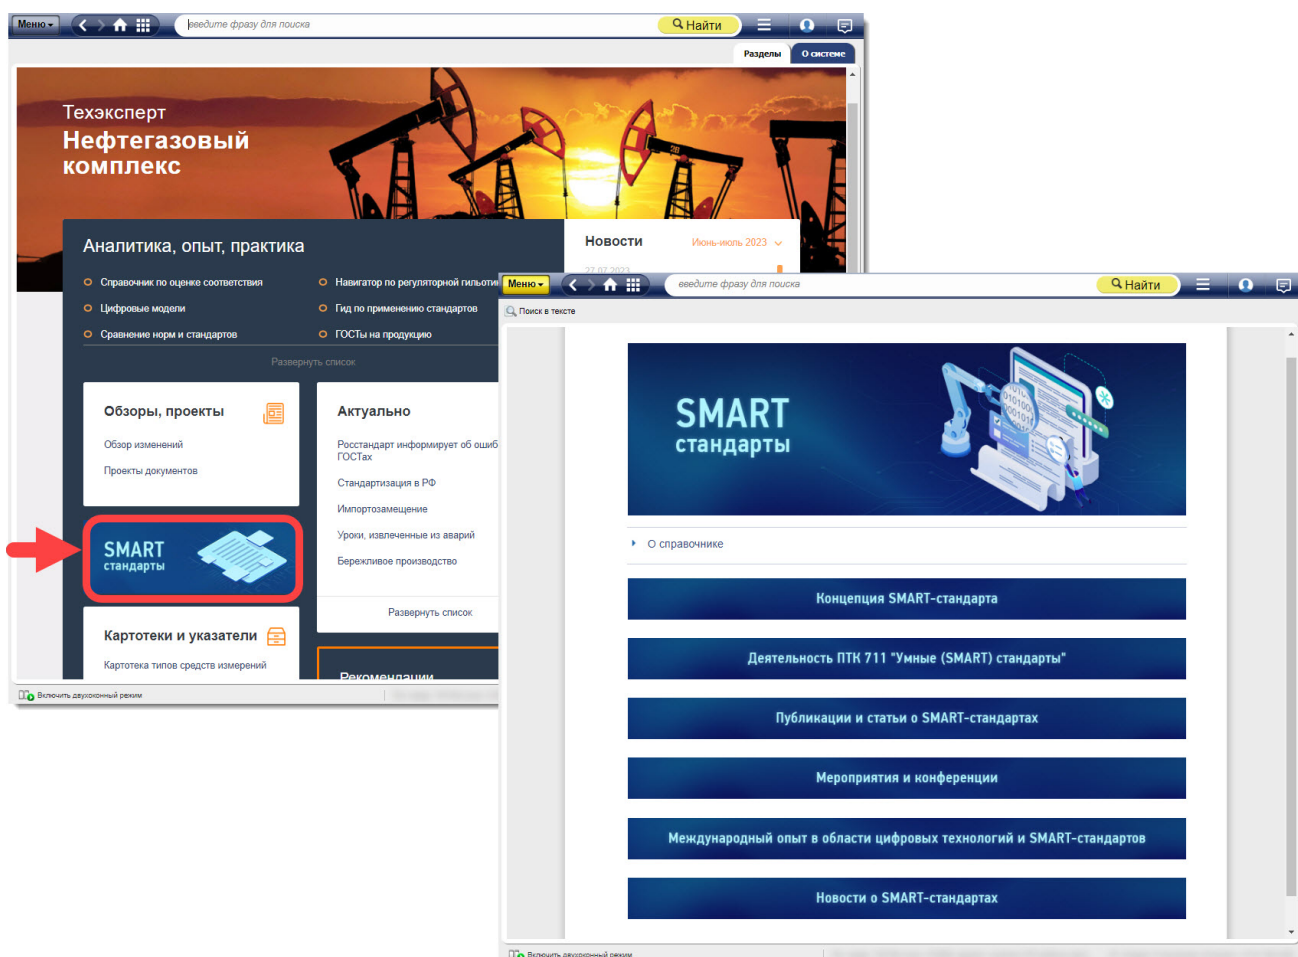 Меню
введите фразу для поиска
Найти
Разделы
О системе
Техэксперт
Нефтегазовый
комплекс
Аналитика, опыт, практика
Справочник по оценке соответствия
Цифровые модели
Сравнение норм и стандартов
Навигатор по регуляторной гильотин
Гид по применению стандартов
ГОСТы на продукцию
Развернуть список
Новости
Июнь-июль 2023
27.07.2023
Обзоры, проекты
Обзор изменений
Проекты документов
Актуально
Росстандарт информирует об ошиб
ГОСТах
Стандартизация в РФ
Импортозамещение
Уроки, извлеченные из аварий
Бережливое производство
Развернуть список
SMART
стандарты
Картотеки и указатели
Картотека типов средств измерений
Рекомендации
Включить двухоконный режим
Меню
введите фразу для поиска
Найти
Поиск в тексте
SMART
стандарты
О справочнике
Концепция SMART-стандарта
Деятельность ПТК 711 "Умные (SMART) стандарты"
Публикации и статьи о SMART-стандартах
Мероприятия и конференции
Международный опыт в области цифровых технологий и SMART-стандартов
Новости о SMART-стандартах
Включить двухоконный режим